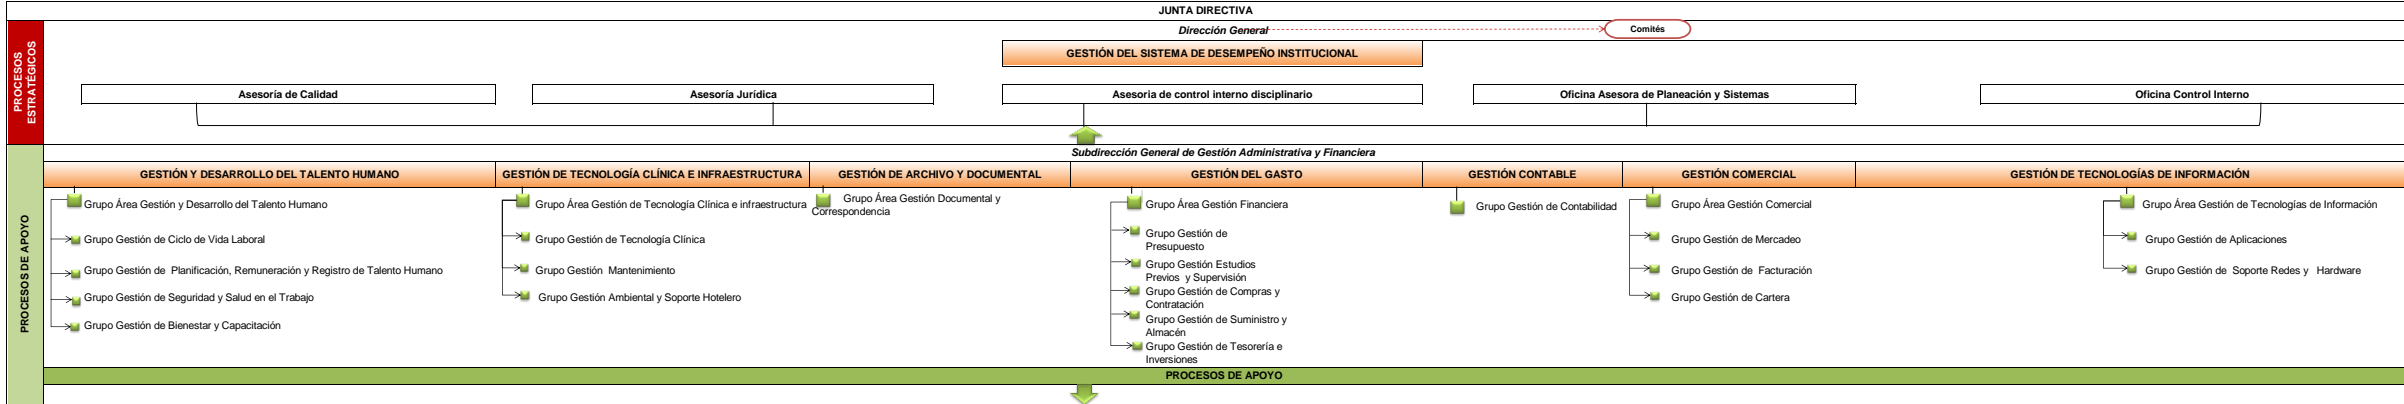 JUNTA DIRECTIVA
PROCESOS
ESTRATÉGICOS
Dirección General
Comités
GESTIÓN DEL SISTEMA DE DESEMPEÑO INSTITUCIONAL
Asesoría de Calidad
Asesoría Jurídica
Asesoria de control interno disciplinario
Oficina Asesora de Planeación y Sistemas
Oficina Control Interno
PROCESOS DE APOYO
Subdirección General de Gestión Administrativa y Financiera
GESTIÓN Y DESARROLLO DEL TALENTO HUMANO
Grupo Área Gestión y Desarrollo del Talento Humano
Grupo Gestión de Ciclo de Vida Laboral
Grupo Gestión de Planificación, Remuneración y Registro de Talento Humano
Grupo Gestión de Seguridad y Salud en el Trabajo
Grupo Gestión de Bienestar y Capacitación
GESTIÓN DE TECNOLOGÍA CLÍNICA E INFRAESTRUCTURA
Grupo Área Gestión de Tecnología Clínica e infraestructura
Grupo Gestión de Tecnología Clínica
Grupo Gestión Mantenimiento
Grupo Gestión Ambiental y Soporte Hotelero
GESTIÓN DE ARCHIVO Y DOCUMENTAL
Grupo Área Gestión Documental y
Correspondencia
GESTIÓN DEL GASTO
Grupo Área Gestión Financiera
Grupo Gestión de
Presupuesto
Grupo Gestión Estudios
Previos y Supervisión
Grupo Gestión de Compras y
Contratación
Grupo Gestión de Suministro y
Almacén
Grupo Gestión de Tesorería e
Inversiones
GESTIÓN CONTABLE
Grupo Gestión de Contabilidad
GESTIÓN COMERCIAL
Grupo Área Gestión Comercial
Grupo Gestión de Mercadeo
Grupo Gestión de Facturación
Grupo Gestión de Cartera
GESTIÓN DE TECNOLOGÍAS DE INFORMACIÓN
Grupo Área Gestión de Tecnologías de Información
Grupo Gestión de Aplicaciones
Grupo Gestión de Soporte Redes y Hardware
PROCESOS DE APOYO